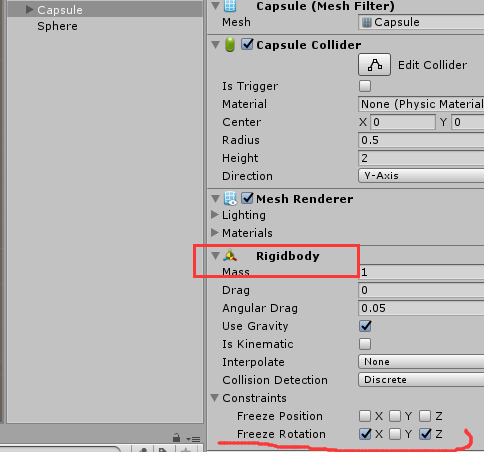 Capsule
Sphere
Capsule (Mesh Filter)
Mesh Capsule
Capsule Collider
Edit Collider
Is Trigger
Material None (Physic Material
Center X 0 Y 0
Radius 0.5
Height 2
Direction Y-Axis
Mesh Renderer
Lighting
Materials
Rigidbody
Mass 1
Drag 0
Angular Drag 0.05
Use Gravity
Is Kinematic
Interpolate None
Collision Detection Discrete
Constraints
Freeze Position X Y Z
Freeze Rotation X Y Z